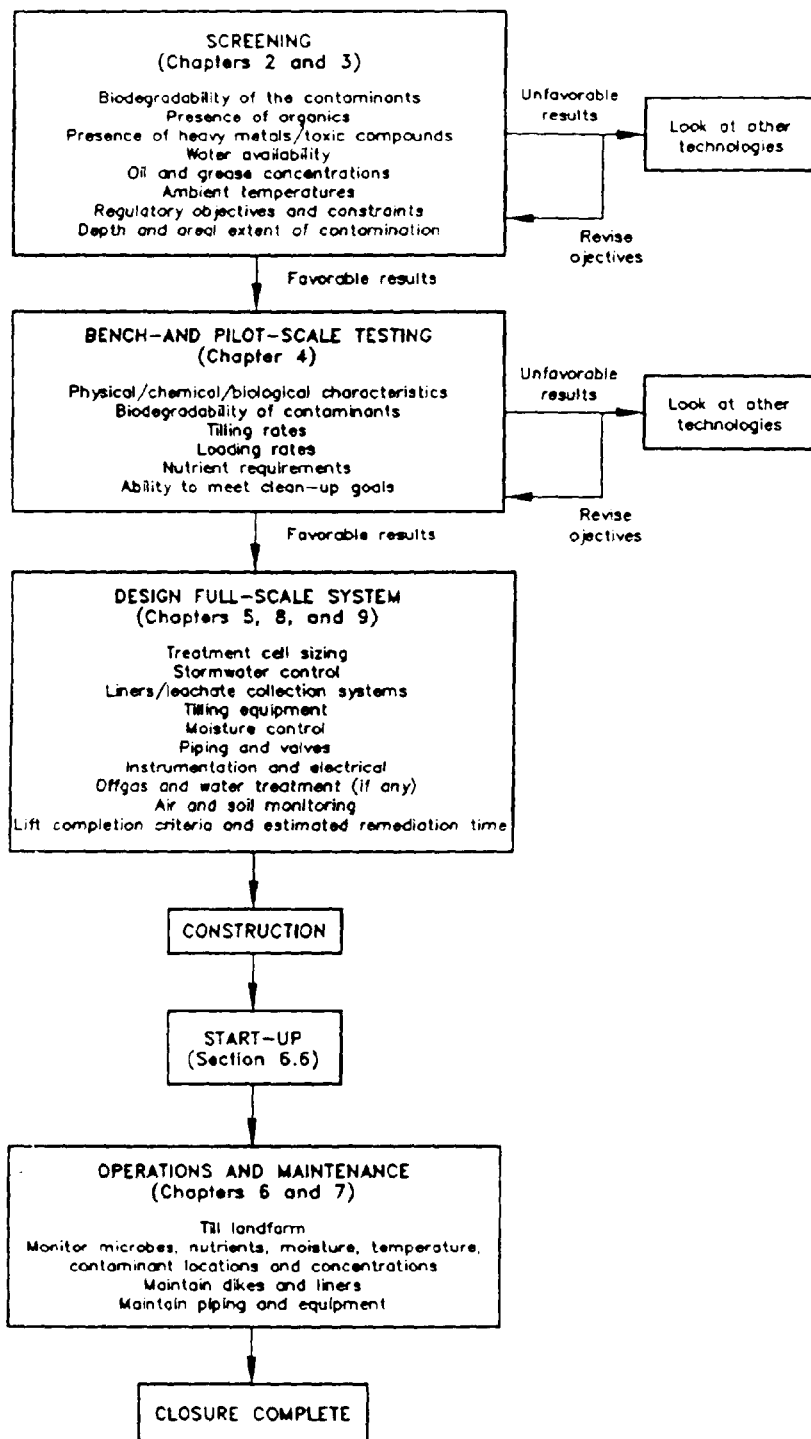 SCREENING
(Chapters 2 and 3)
Biodegradability of the contaminants
Presence of organics
Presence of heavy metals/toxic compounds
Water availability
Oil and grease concentrations
Ambient temperatures
Regulatory objectives and constraints
Depth and areal extent of contamination
Unfavorable
results
Look at other
technologies
Revise
ojectives
Favorable results
BENCH-AND PILOT-SCALE TESTING
(Chapter 4)
Physical/chemical/biological characteristics
Biodegradability of contaminants
Tilling rates
Loading rates
Nutrient requirements
Ability to meet clean-up goals
Unfavorable
results
Look at other
technologies
Revise
ojectives
Favorable results
DESIGN FULL-SCALE SYSTEM
(Chapters 5, 8, and 9)
Treatment cell sizing
Stormwater control
Liners/leachate collection systems
Tilling equipment
Moisture control
Piping and valves
Instrumentation and electrical
Offgas and water treatment (if any)
Air and soil monitoring
Lift completion criteria and estimated remediation time
CONSTRUCTION
START-UP
(Section 6.6)
OPERATIONS AND MAINTENANCE
(Chapters 6 and 7)
Till landfarm
Monitor microbes, nutrients, moisture, temperature,
contaminant locations and concentrations
Maintain dikes and liners
Maintain piping and equipment
CLOSURE COMPLETE